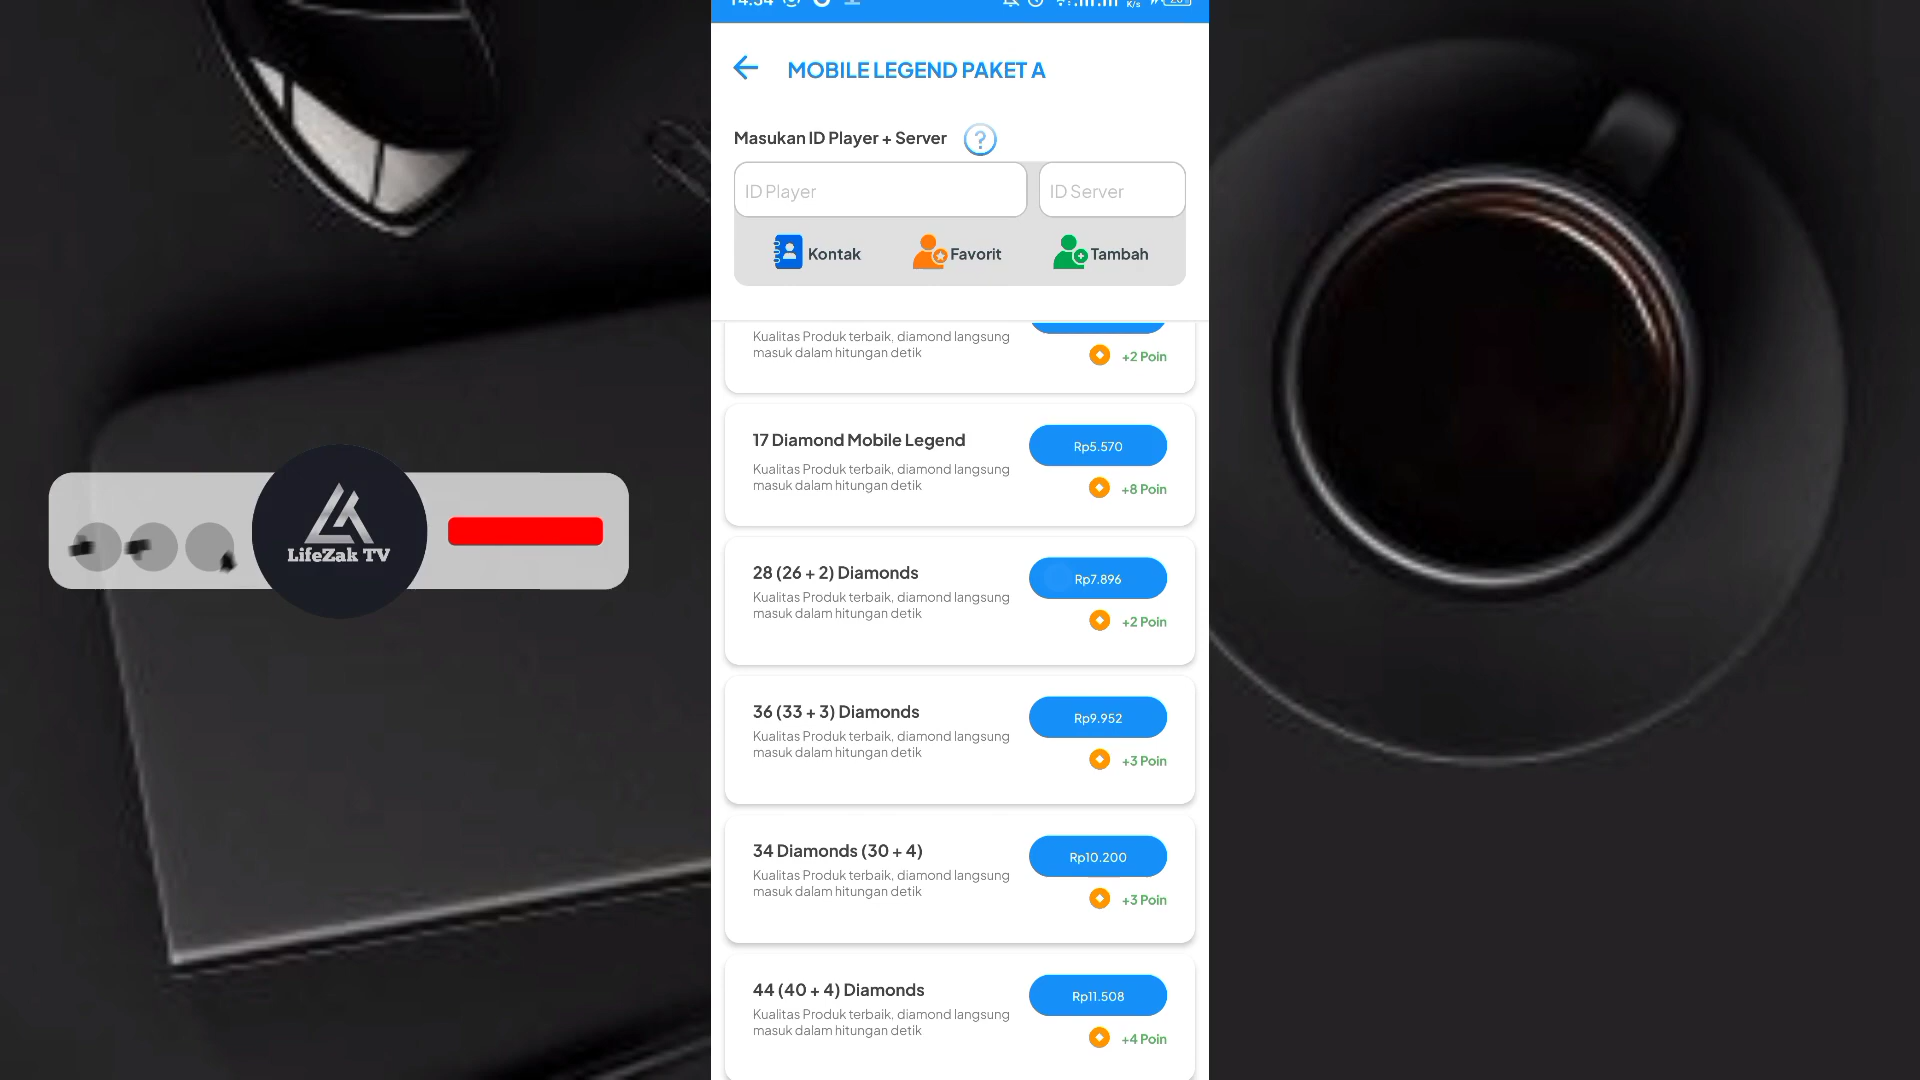 14:34
K/s
MOBILE LEGEND PAKET A
Masukan ID Player + Server ?
ID Player ID Server
Kontak Favorit Tambah
Kualitas Produk terbaik, diamond langsung
masuk dalam hitungan detik
+2 Poin
17 Diamond Mobile Legend
Rp5.570
Kualitas Produk terbaik, diamond langsung
masuk dalam hitungan detik
+8 Poin
28 (26 + 2) Diamonds
Rp7.896
Kualitas Produk terbaik, diamond langsung
masuk dalam hitungan detik
+2 Poin
36 (33 + 3) Diamonds
Rp9.952
Kualitas Produk terbaik, diamond langsung
masuk dalam hitungan detik
+3 Poin
34 Diamonds (30 + 4)
Rp10.200
Kualitas Produk terbaik, diamond langsung
masuk dalam hitungan detik
+3 Poin
44 (40 + 4) Diamonds
Rp11.508
Kualitas Produk terbaik, diamond langsung
masuk dalam hitungan detik
+4 Poin
LifeZak TV